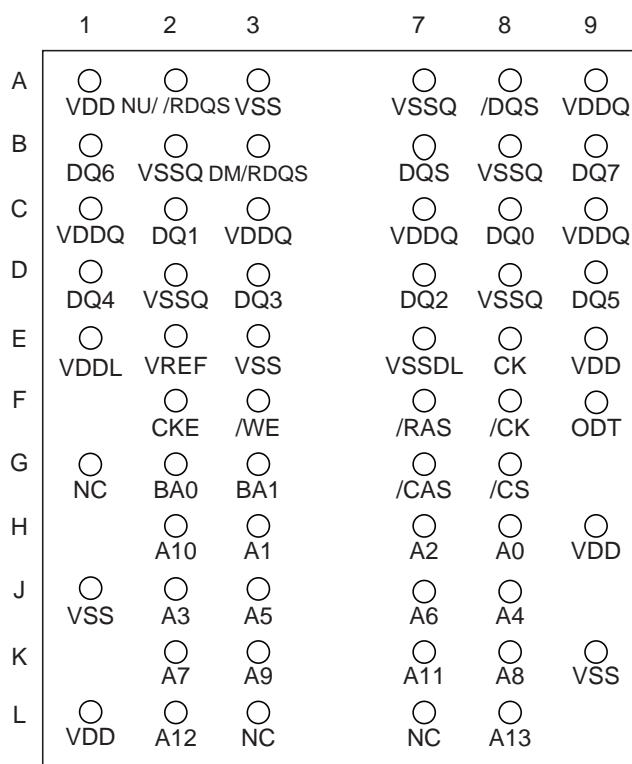 1 2 3 7 8 9
A
VDD NU/ /RDQS VSS VSSQ /DQS VDDQ
B
DQ6 VSSQ DM/RDQS DQS VSSQ DQ7
C
VDDQ DQ1 VDDQ VDDQ DQ0 VDDQ
D
DQ4 VSSQ DQ3 DQ2 VSSQ DQ5
E
VDDL VREF VSS VSSDL CK VDD
F
CKE /WE /RAS /CK ODT
G
NC BA0 BA1 /CAS /CS
H
A10 A1 A2 A0 VDD
J
VSS A3 A5 A6 A4
K
A7 A9 A11 A8 VSS
L
VDD A12 NC NC A13